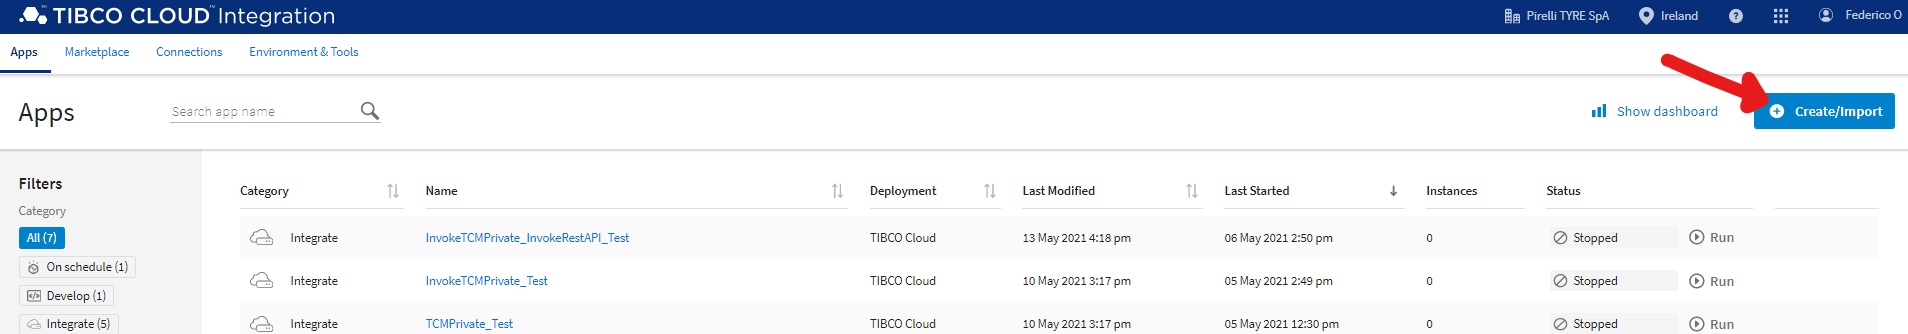 TIBCO CLOUD™ Integration
Pirelli TYRE SpA
Ireland
Federico O
Apps
Marketplace
Connections
Environment & Tools
Apps
Search app name
Show dashboard
Create/Import
Filters
Category
All (7)
On schedule (1)
Develop (1)
Integrate (5)
Category Name Deployment Last Modified Last Started Instances Status
Integrate InvokeTCMPrivate_InvokeRestAPI_Test TIBCO Cloud 13 May 2021 4:18 pm 06 May 2021 2:50 pm 0 Stopped Run
Integrate InvokeTCMPrivate_Test TIBCO Cloud 10 May 2021 3:17 pm 05 May 2021 2:49 pm 0 Stopped Run
Integrate TCMPrivate_Test TIBCO Cloud 10 May 2021 3:17 pm 05 May 2021 12:30 pm 0 Stopped Run